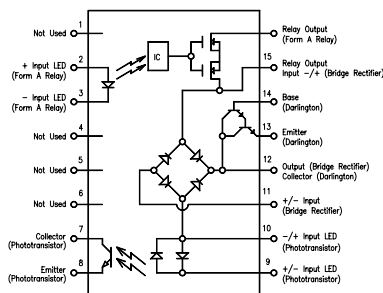 1
Not Used
2
+ Input LED
(Form A Relay)
- Input LED
(Form A Relay)
3
4
Not Used
5
Not Used
6
Not Used
7
Collector
(Phototransistor)
Emitter
(Phototransistor)
8
IC
Relay Output
(Form A Relay)
15
Relay Output
Input -/+ (Bridge Rectifier)
14
Base
(Darlington)
13
Emitter
(Darlington)
12
Output (Bridge Rectifier)
Collector (Darlington)
11
+/- Input
(Bridge Rectifier)
10
-/+ Input LED
(Phototransistor)
9
+/- Input LED
(Phototransistor)